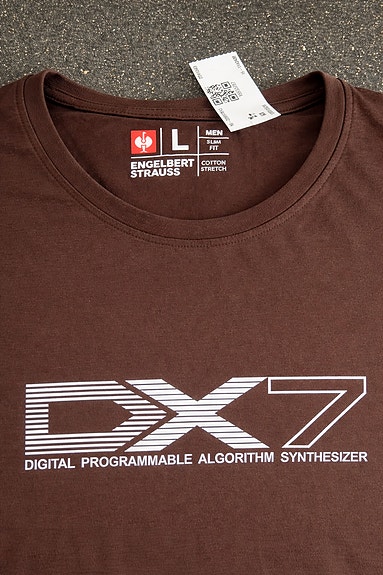 L
MEN
SLIM
FIT
ENGELBERT
STRAUSS
COTTON
STRETCH
DX7
DIGITAL PROGRAMMABLE ALGORITHM SYNTHESIZER